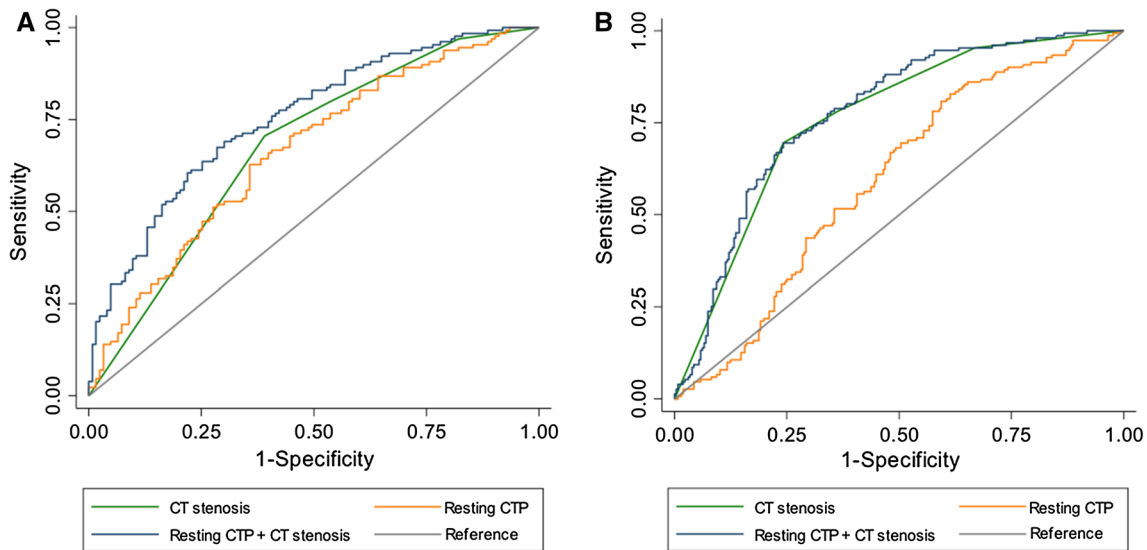 A
1.00
0.75
0.50
0.25
0.00
Sensitivity
0.00 0.25 0.50 0.75 1.00
1-Specificity
CT stenosis Resting CTP
Resting CTP + CT stenosis Reference
B
1.00
0.75
0.50
0.25
0.00
Sensitivity
0.00 0.25 0.50 0.75 1.00
1-Specificity
CT stenosis Resting CTP
Resting CTP + CT stenosis Reference